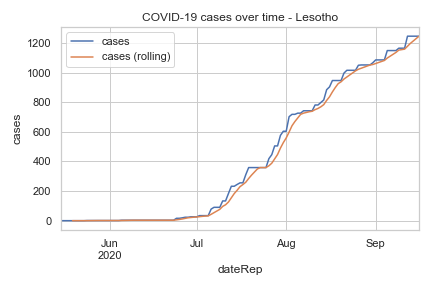 COVID-19 cases over time - Lesotho
cases
cases (rolling)
1200
1000
800
600
400
200
0
cases
Jun
2020
Jul
Aug
Sep
dateRep